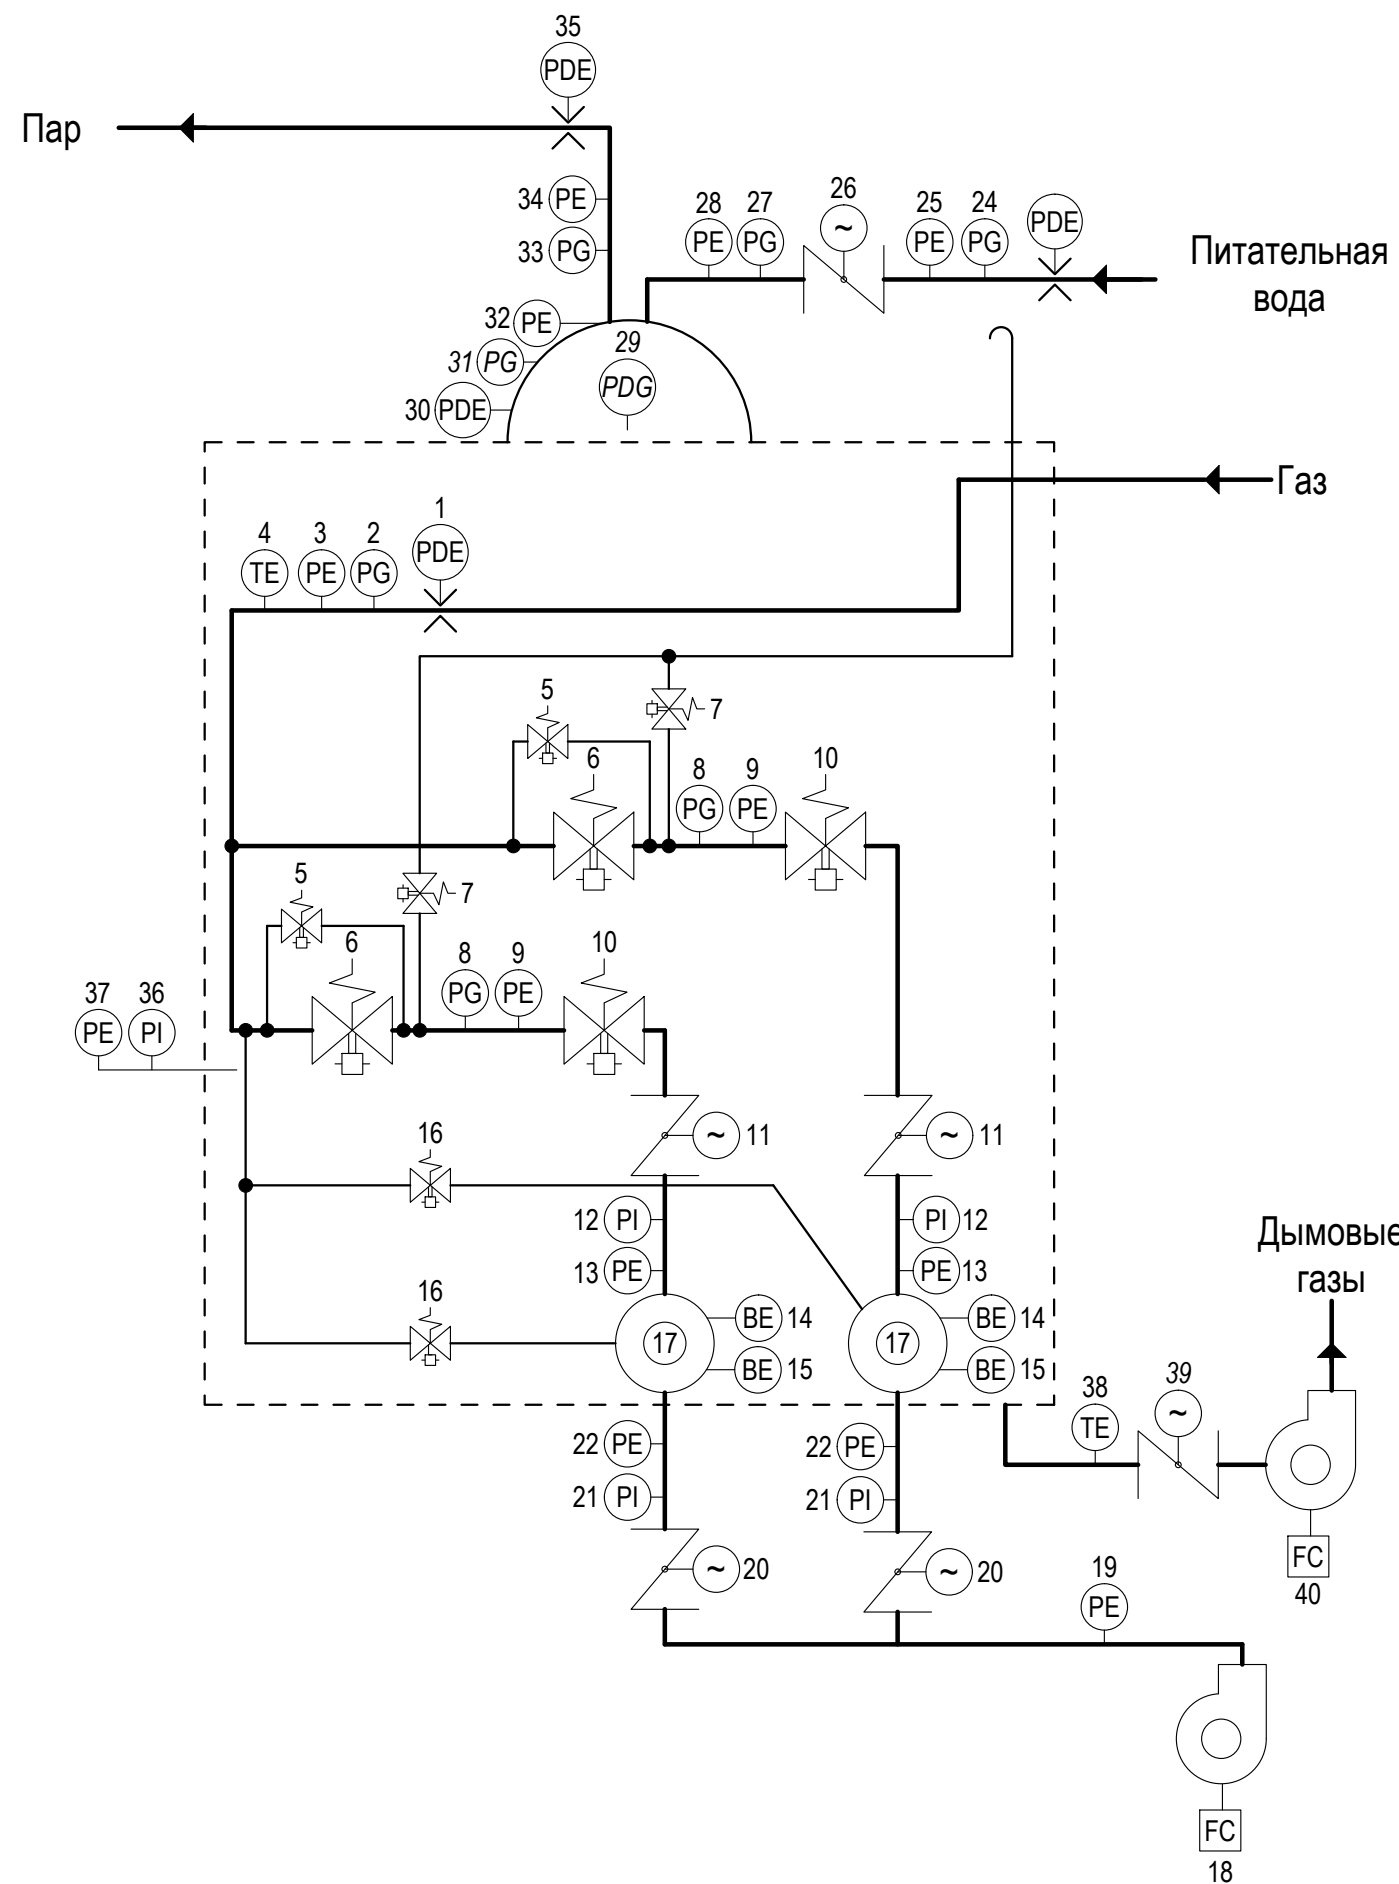 35
PDE
Пар
34 PE
33 PG
28 27 26 25 24
PE PG ~ PE PG PDE
Питательная
вода
32 PE
31 PG
30 PDE
29
PDG
Газ
4 3 2 1
TE PE PG PDE
5
7
6 8 9 10
PG PE
5
7
6 8 9 10
PG PE
37 36
PE PI
~ 11 ~ 11
16
12 PI PI 12
13 PE PE 13
Дымовые
газы
16
17 BE 14 17 BE 14
BE 15 BE 15
38 39
TE ~
22 PE 22 PE
21 PI 21 PI
FC
40
~ 20 ~ 20
19
PE
FC
18